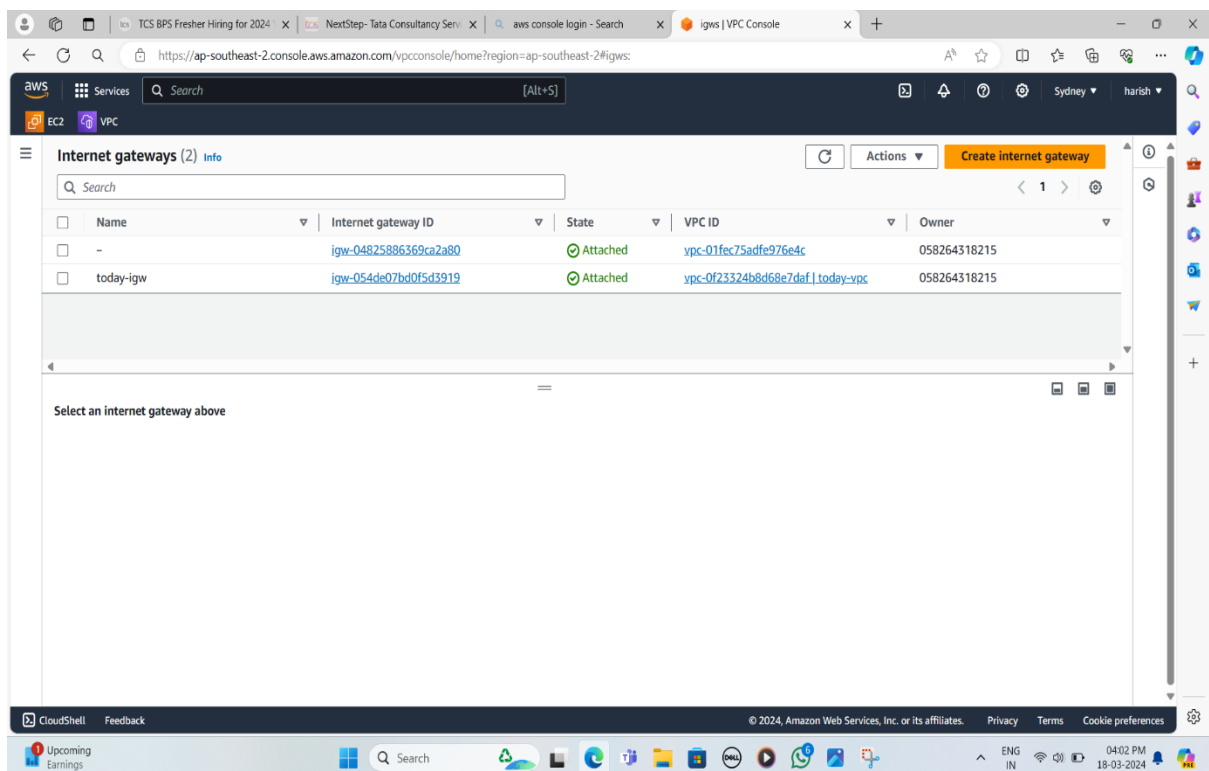 TCS BPS Fresher Hiring for 2024
NextStep- Tata Consultancy Serv
aws console login - Search
igws | VPC Console
https://ap-southeast-2.console.aws.amazon.com/vpcconsole/home?region=ap-southeast-2#igws:
aws
Services
Search
[Alt+S]
Sydney
harish
EC2
VPC
Internet gateways (2) Info
Actions
Create internet gateway
Search
1
Name
Internet gateway ID
State
VPC ID
Owner
– igw-04825886369ca2a80 Attached vpc-01fec75adfe976e4c 058264318215
today-igw igw-054de07bd0f5d3919 Attached vpc-0f23324b8d68e7daf | today-vpc 058264318215
Select an internet gateway above
CloudShell Feedback
© 2024, Amazon Web Services, Inc. or its affiliates. Privacy Terms Cookie preferences
1
Upcoming
Earnings
Search
DELL
9
ENG
IN
04:02 PM
18-03-2024
PRE